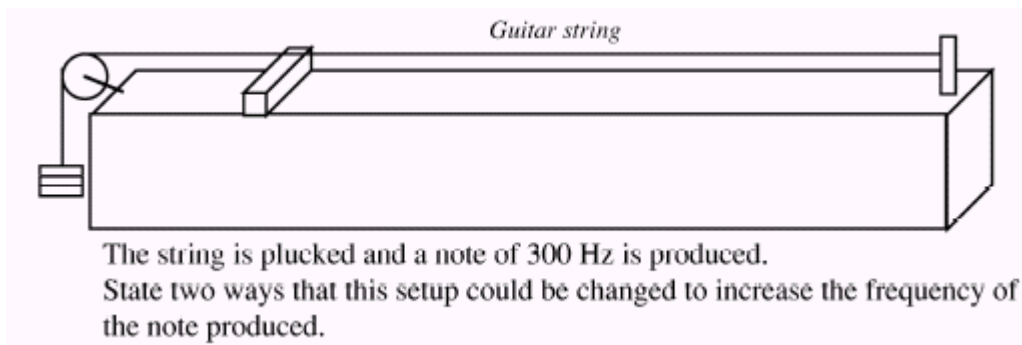 Guitar string
The string is plucked and a note of 300 Hz is produced.
State two ways that this setup could be changed to increase the frequency of
the note produced.